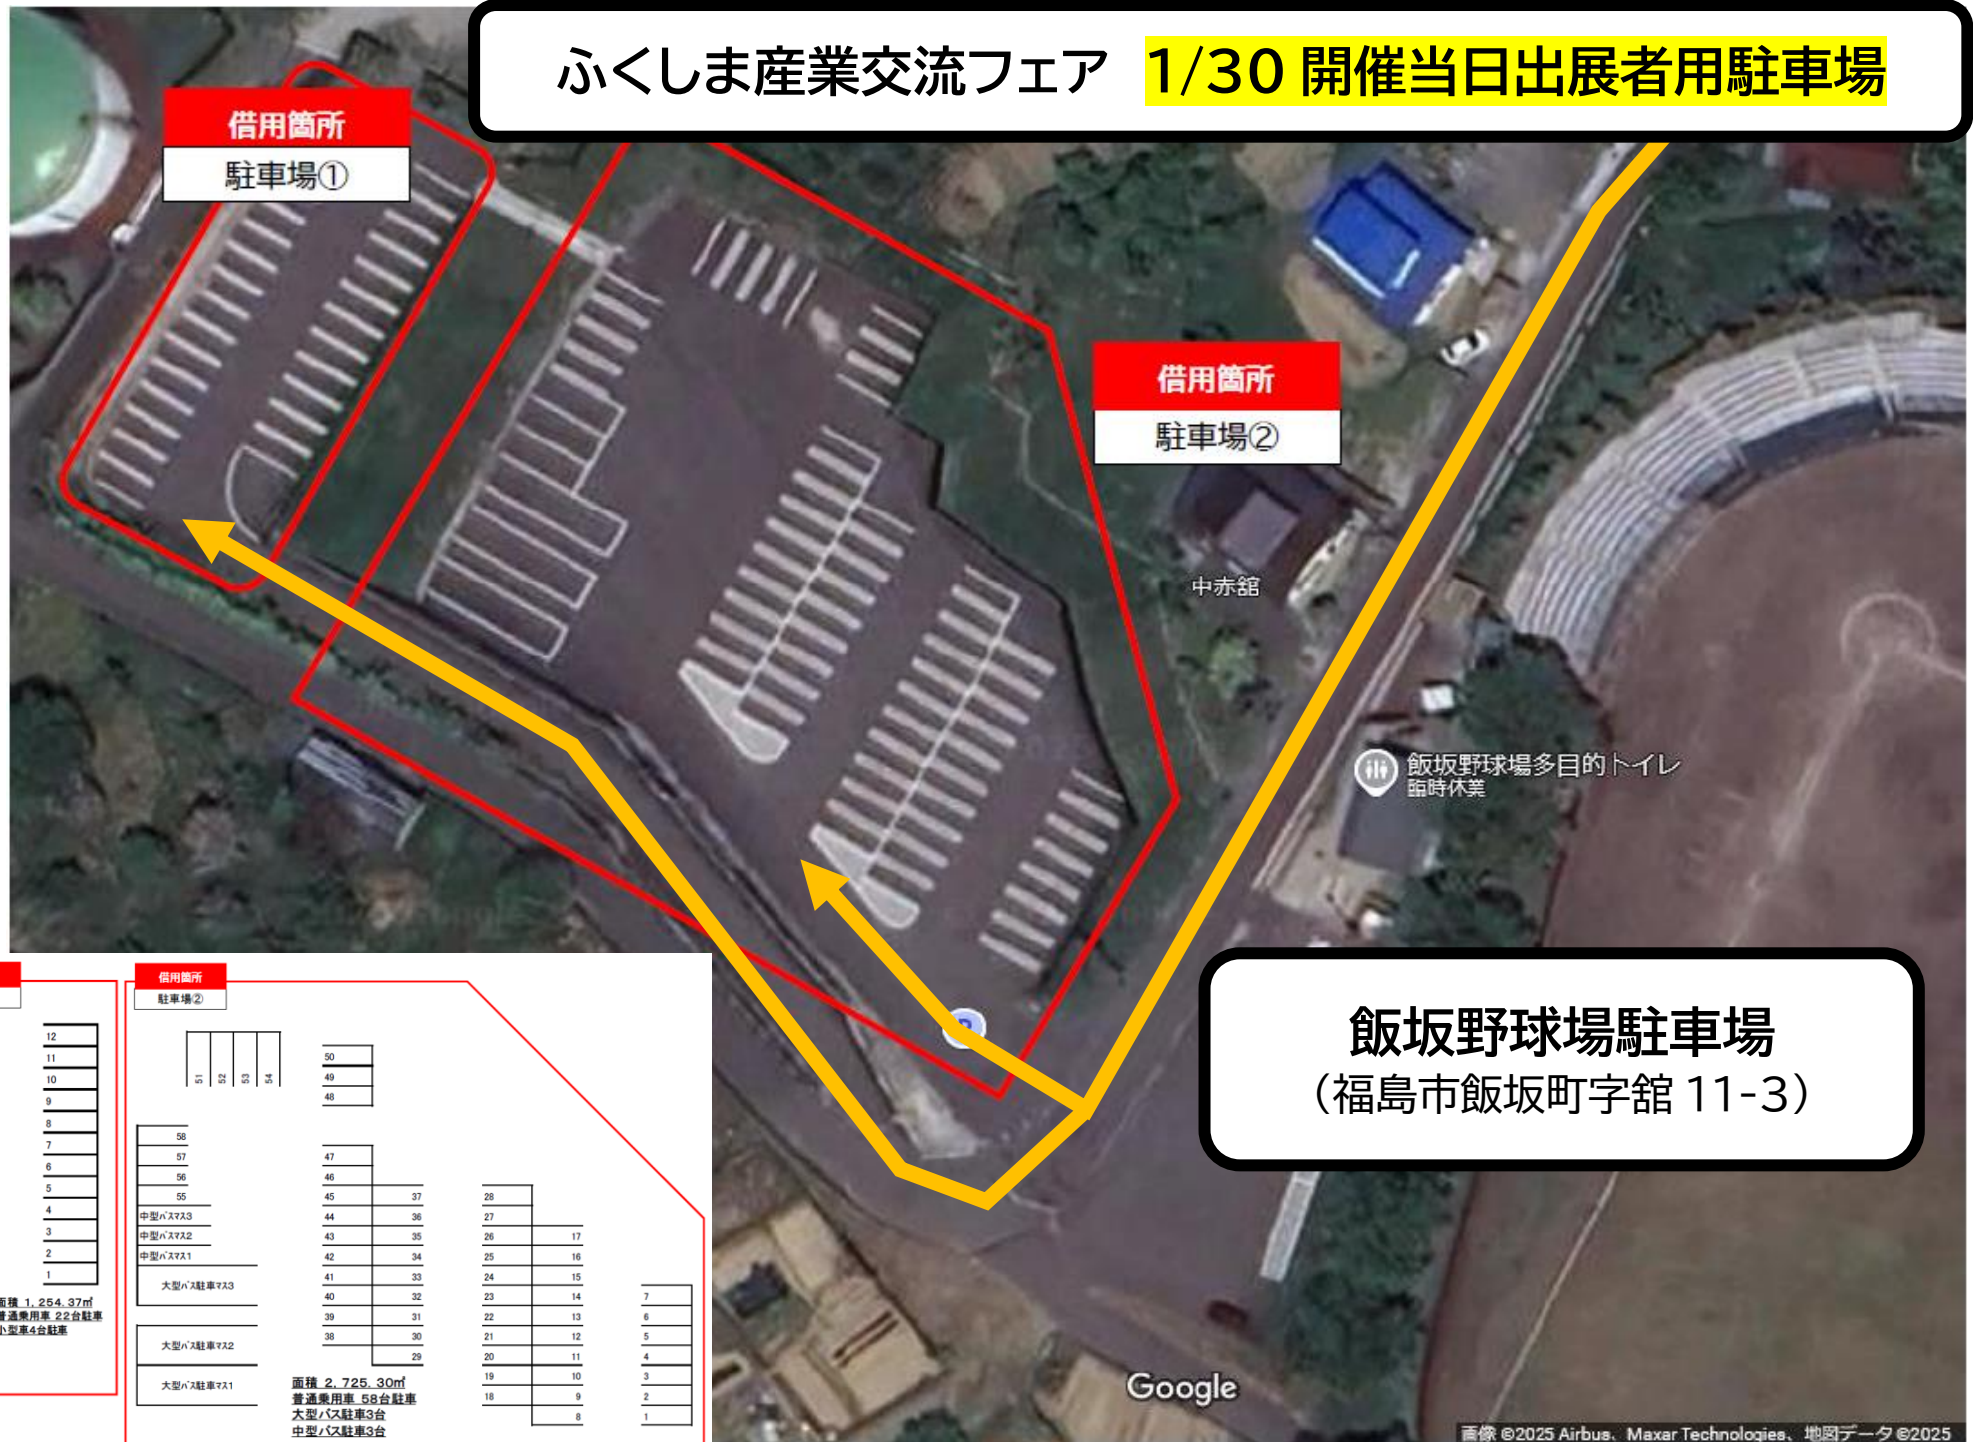 ふくしま産業交流フェア 1/30 開催当日出展者用駐車場
借用箇所
駐車場①
借用箇所
駐車場②
中赤舘
飯坂野球場多目的トイレ
臨時休業
飯坂野球場駐車場
（福島市飯坂町字舘 11-3）
12
11
10
9
8
7
6
5
4
3
2
1
面積 1,254.37㎡
普通乗用車 22台駐車
小型車4台駐車
借用箇所
駐車場②
51 52 53 54
50
49
48
58
57
56
55
中型バスマス3
中型バスマス2
中型バスマス1
大型バス駐車マス3
大型バス駐車マス2
大型バス駐車マス1
47
46
45 37
44 36
43 35
42 34
41 33
40 32
39 31
38 30
29
28
27
26 17
25 16
24 15
23 14
22 13
21 12
20 11
19 10
18 9
8
7
6
5
4
3
2
1
面積 2,725.30㎡
普通乗用車 58台駐車
大型バス駐車3台
中型バス駐車3台
Google
画像 ©2025 Airbus、Maxar Technologies、地図データ ©2025